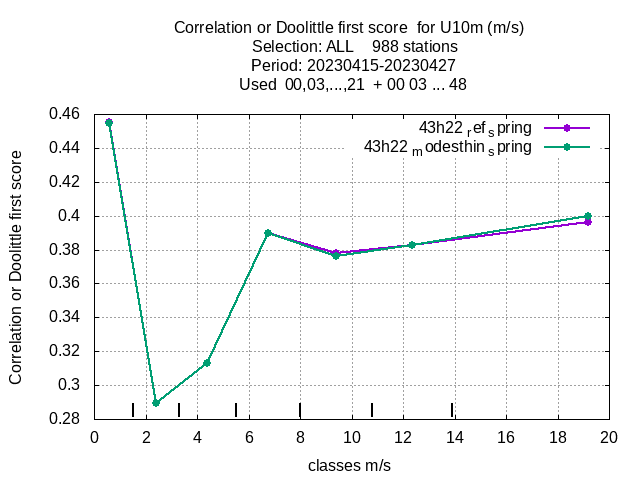 Correlation or Doolittle first score  for U10m (m/s)
Selection: ALL    988 stations
Period: 20230415-20230427
Used  00,03,...,21  + 00 03 ... 48
43h22 ref spring
43h22 modesthin spring
Correlation or Doolittle first score
0.46
0.44
0.42
0.4
0.38
0.36
0.34
0.32
0.3
0.28
0 2 4 6 8 10 12 14 16 18 20
classes m/s